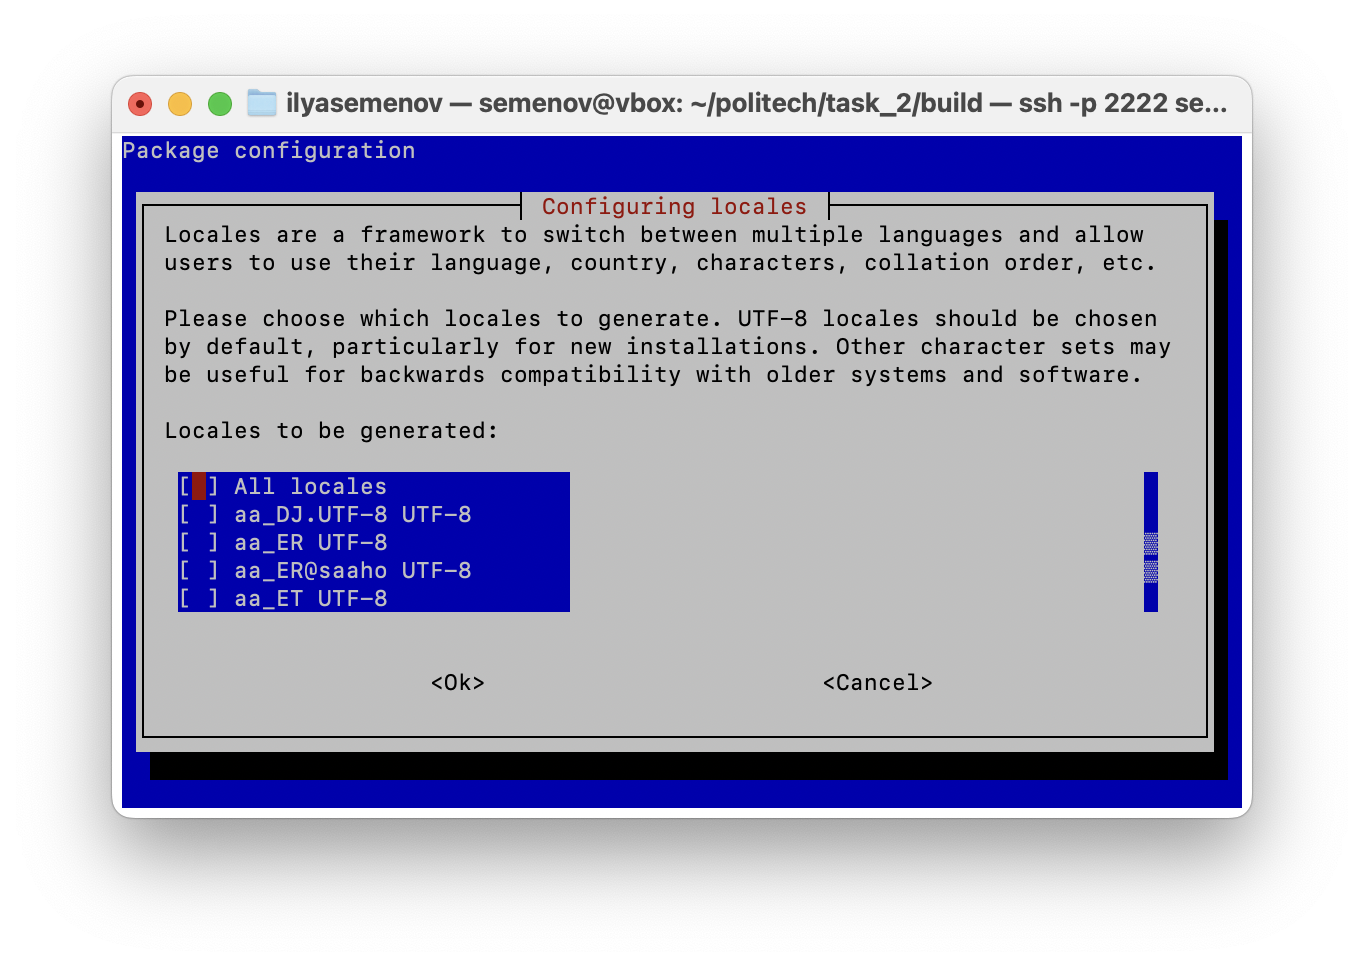 ilyasemenov — semenov@vbox: ~/politech/task_2/build — ssh -p 2222 se...
Package configuration
Configuring locales
Locales are a framework to switch between multiple languages and allow
users to use their language, country, characters, collation order, etc.
Please choose which locales to generate. UTF-8 locales should be chosen
by default, particularly for new installations. Other character sets may
be useful for backwards compatibility with older systems and software.
Locales to be generated:
[ ] All locales
[ ] aa_DJ.UTF-8 UTF-8
[ ] aa_ER UTF-8
[ ] aa_ER@saaho UTF-8
[ ] aa_ET UTF-8
<Ok> <Cancel>